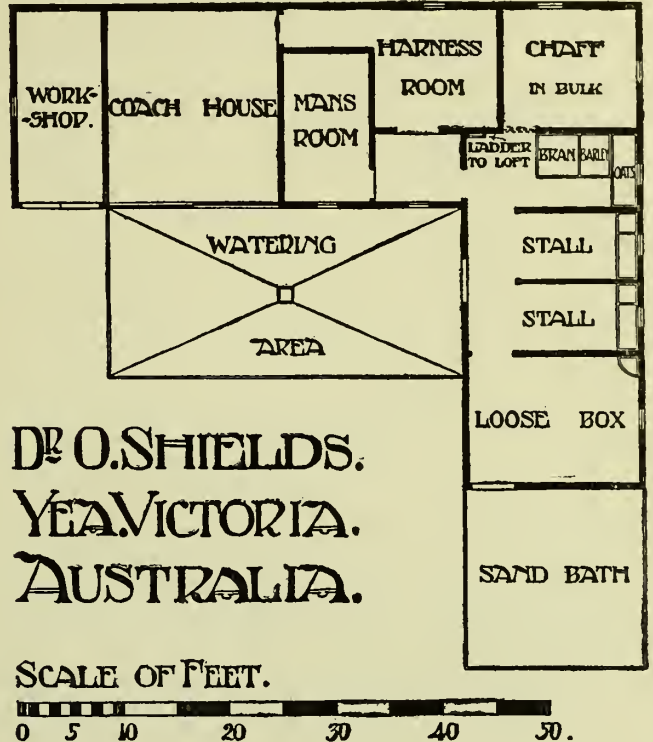 WORK-
-SHOP.
COACH HOUSE
MANS
ROOM
HARNESS
ROOM
CHAFF
IN BULK
LADDER
TO LOFT
BRAN
BARLEY
OATS
WATERING
AREA
STALL
STALL
LOOSE BOX
SAND BATH
DR O. SHIELDS.
YEA. VICTORIA.
AUSTRALIA.
SCALE OF FEET.
0 5 10 20 30 40 50.